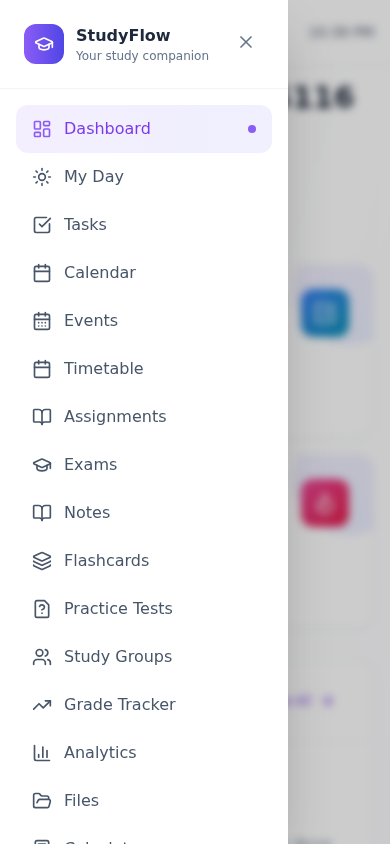 StudyFlow
Your study companion
Dashboard
My Day
Tasks
Calendar
Events
Timetable
Assignments
Exams
Notes
Flashcards
Practice Tests
Study Groups
Grade Tracker
Analytics
Files